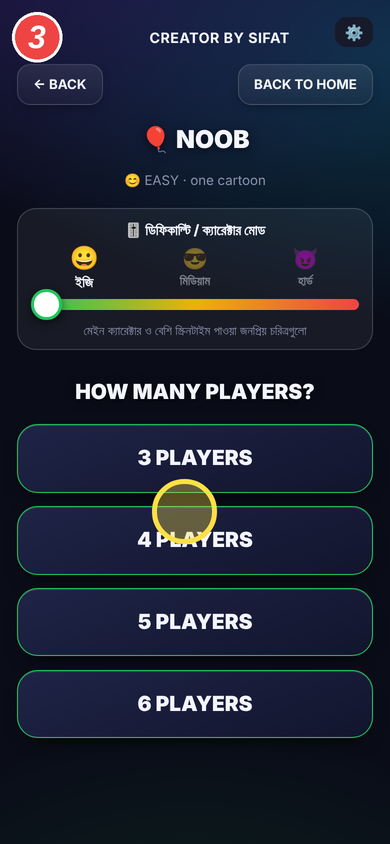 3
CREATOR BY SIFAT
← BACK
BACK TO HOME
🎈 NOOB
😊 EASY · one cartoon
🎚️ ডিফিকাল্টি / ক্যারেক্টার মোড
😀 😎 😈
ইজি মিডিয়াম হার্ড
মেইন ক্যারেক্টার ও বেশি স্ক্রিনটাইম পাওয়া জনপ্রিয় চরিত্রগুলো
HOW MANY PLAYERS?
3 PLAYERS
4 PLAYERS
5 PLAYERS
6 PLAYERS